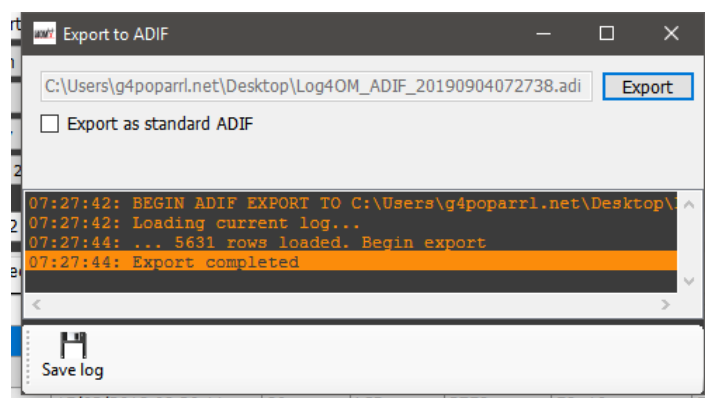 Export to ADIF
C:\Users\g4poparrl.net\Desktop\Log4OM_ADIF_20190904072738.adi
Export
Export as standard ADIF
07:27:42: BEGIN ADIF EXPORT TO C:\Users\g4poparrl.net\Desktop\
07:27:42: Loading current log...
07:27:44: ... 5631 rows loaded. Begin export
07:27:44: Export completed
Save log